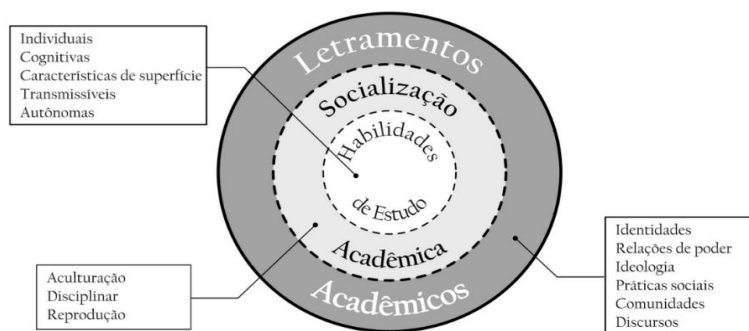 Individuais
Cognitivas
Características de superfície
Transmissíveis
Autônomas
Letramentos
Socialização
Habilidades
de Estudo
Acadêmica
Acadêmicos
Aculturação
Disciplinar
Reprodução
Identidades
Relações de poder
Ideologia
Práticas sociais
Comunidades
Discursos